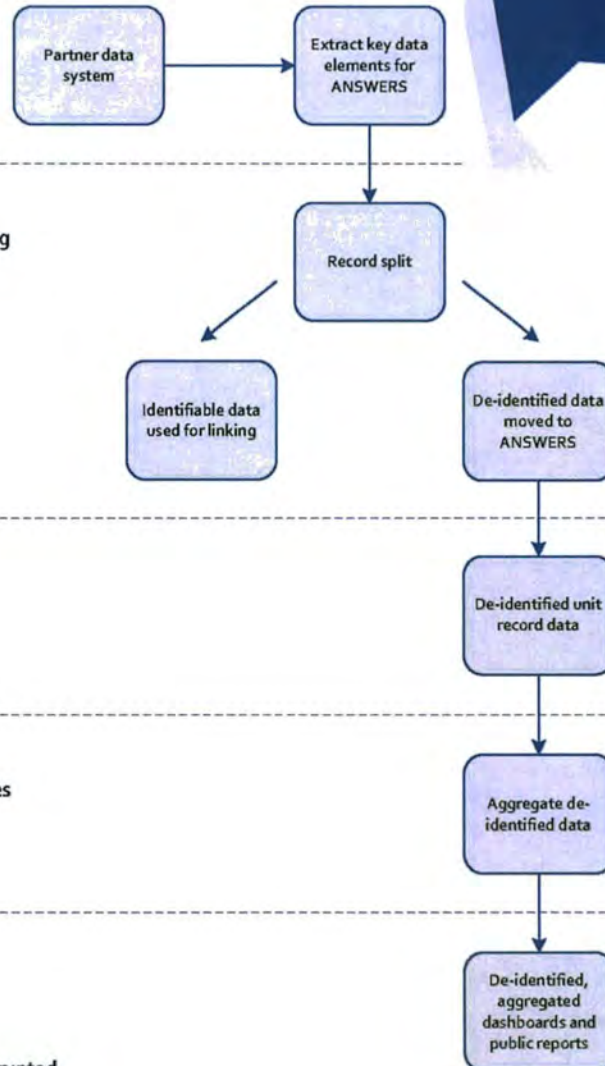 Partner data
system
Extract key data
elements for
ANSWERS
g
Record split
Identifiable data
used for linking
De-identified data
moved to
ANSWERS
De-identified unit
record data
es
Aggregate de-
identified data
De-identified,
aggregated
dashboards and
public reports